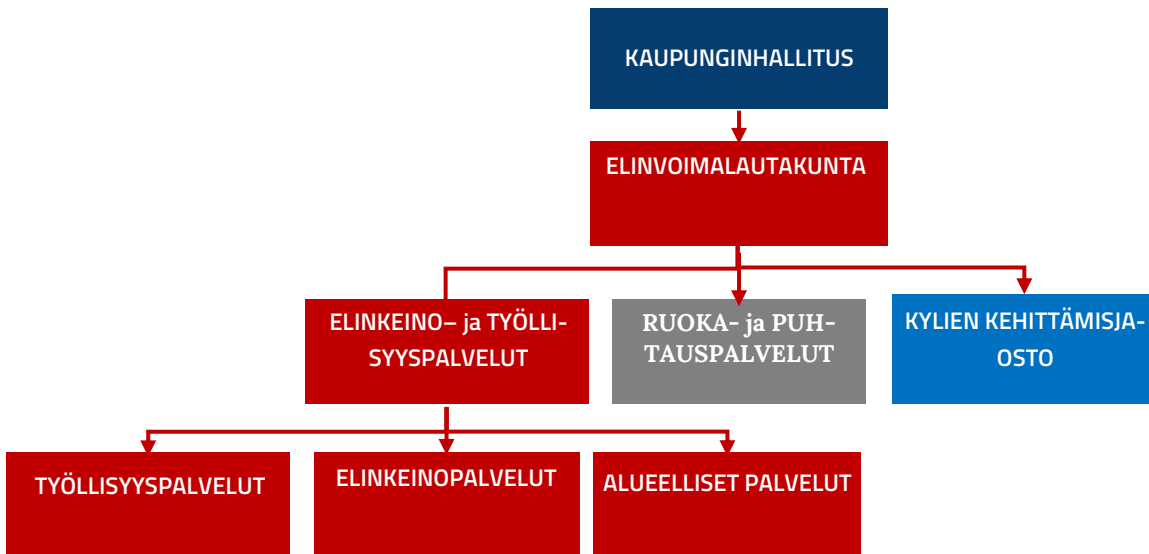 KAUPUNGINHALLITUS
ELINVOIMALAUTAKUNTA
ELINKEINO– ja TYÖLLI-
SYYSPALVELUT
RUOKA- ja PUH-
TAUSPALVELUT
KYLIEN KEHITTÄMISJA-
OSTO
TYÖLLISYYSPALVELUT
ELINKEINOPALVELUT
ALUEELLISET PALVELUT